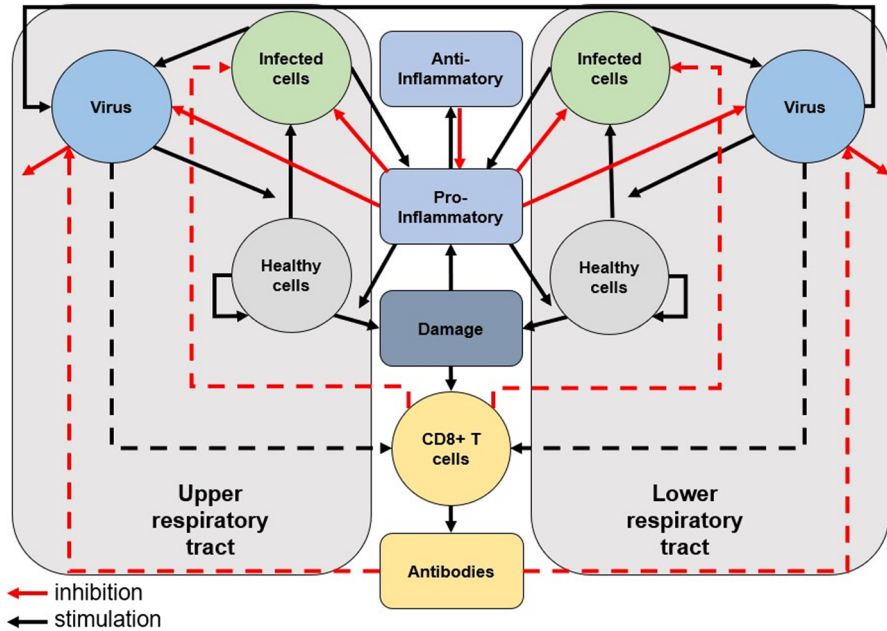 Virus
Infected
cells
Anti-
Inflammatory
Infected
cells
Virus
Pro-
Inflammatory
Healthy
cells
Damage
Healthy
cells
CD8+ T
cells
Upper
respiratory
tract
Lower
respiratory
tract
Antibodies
inhibition
stimulation